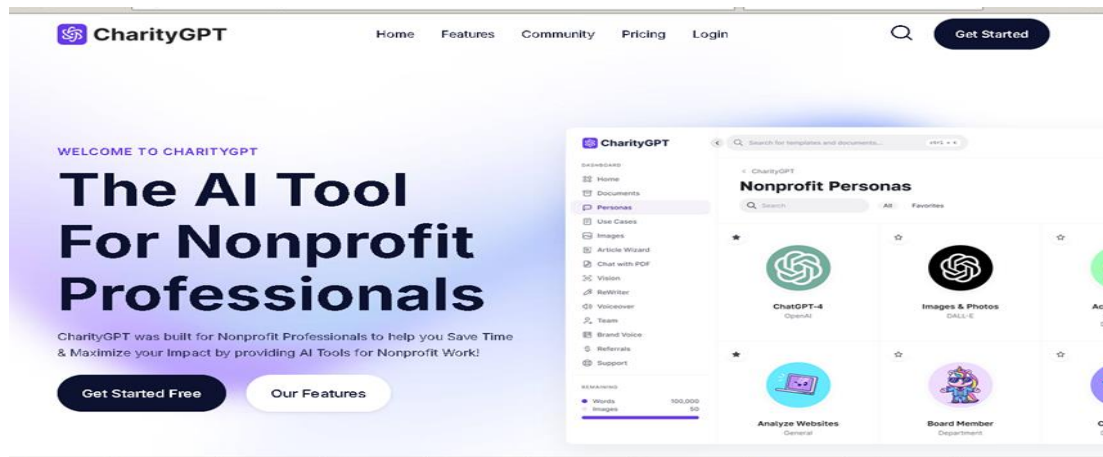 CharityGPT
Home Features Community Pricing Login
Get Started
WELCOME TO CHARITYGPT
The AI Tool
For Nonprofit
Professionals
CharityGPT was built for Nonprofit Professionals to help you Save Time
& Maximize your Impact by providing AI Tools for Nonprofit Work!
Get Started Free
Our Features
CharityGPT
DASHBOARD
Home
Documents
Personas
Use Cases
Images
Article Wizard
Chat with PDF
Vision
ReWriter
Voiceover
Team
Brand Voice
Referrals
Support
REMAINING
Words 100,000
Images 50
Search for templates and documents...
< CharityGPT
Nonprofit Personas
Search
All Favorites
ChatGPT-4
OpenAI
Images & Photos
DALL-E
Analyze Websites
General
Board Member
Department